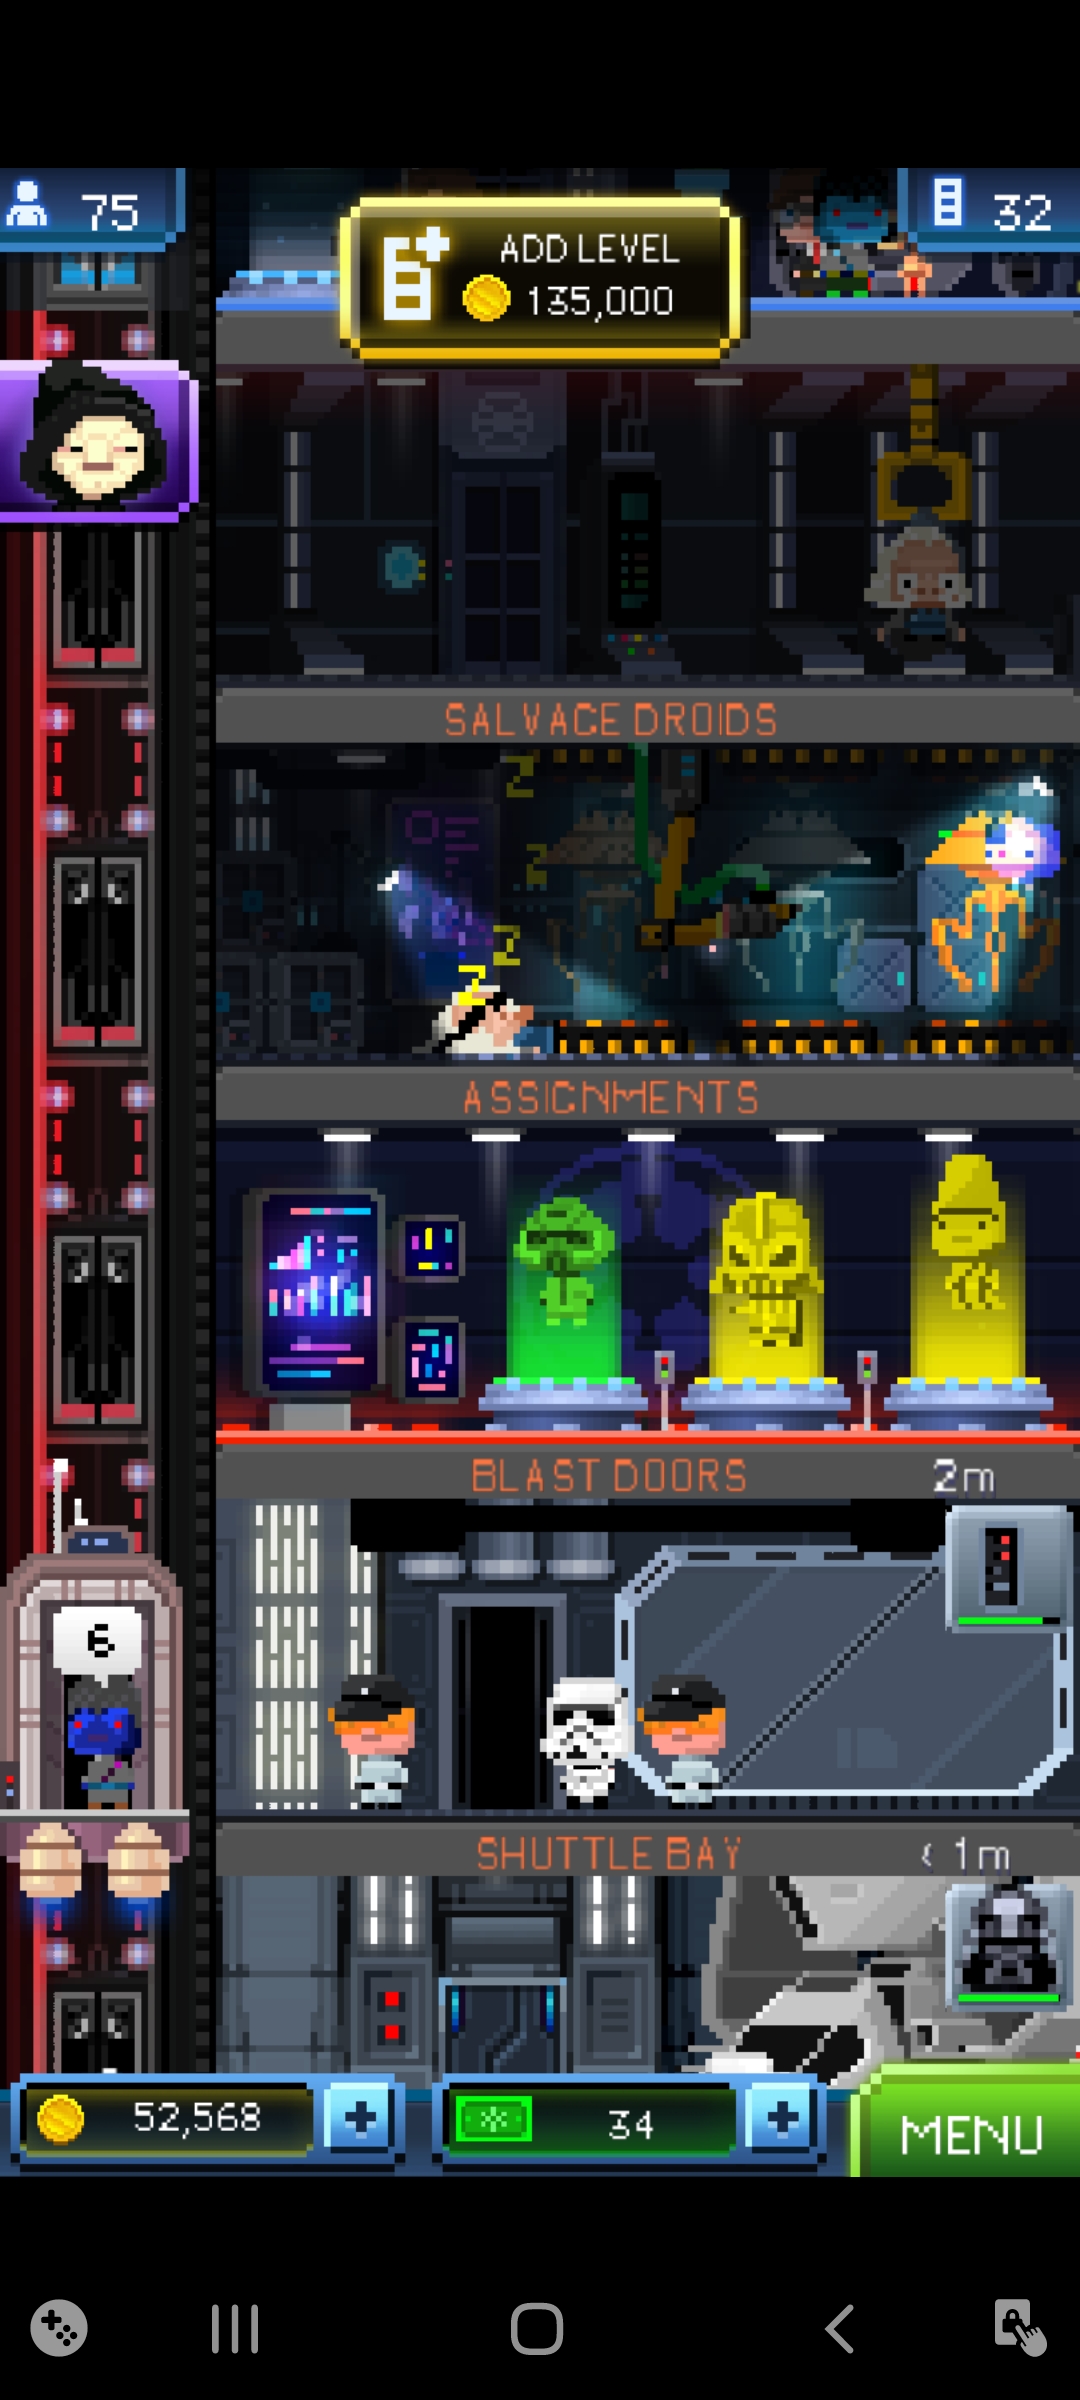 75
ADD LEVEL
135,000
32
SALVAGE DROIDS
Z
Z
Z
Z
ASSIGNMENTS
BLAST DOORS 2m
6
SHUTTLE BAY < 1m
52,568 +
34 +
MENU